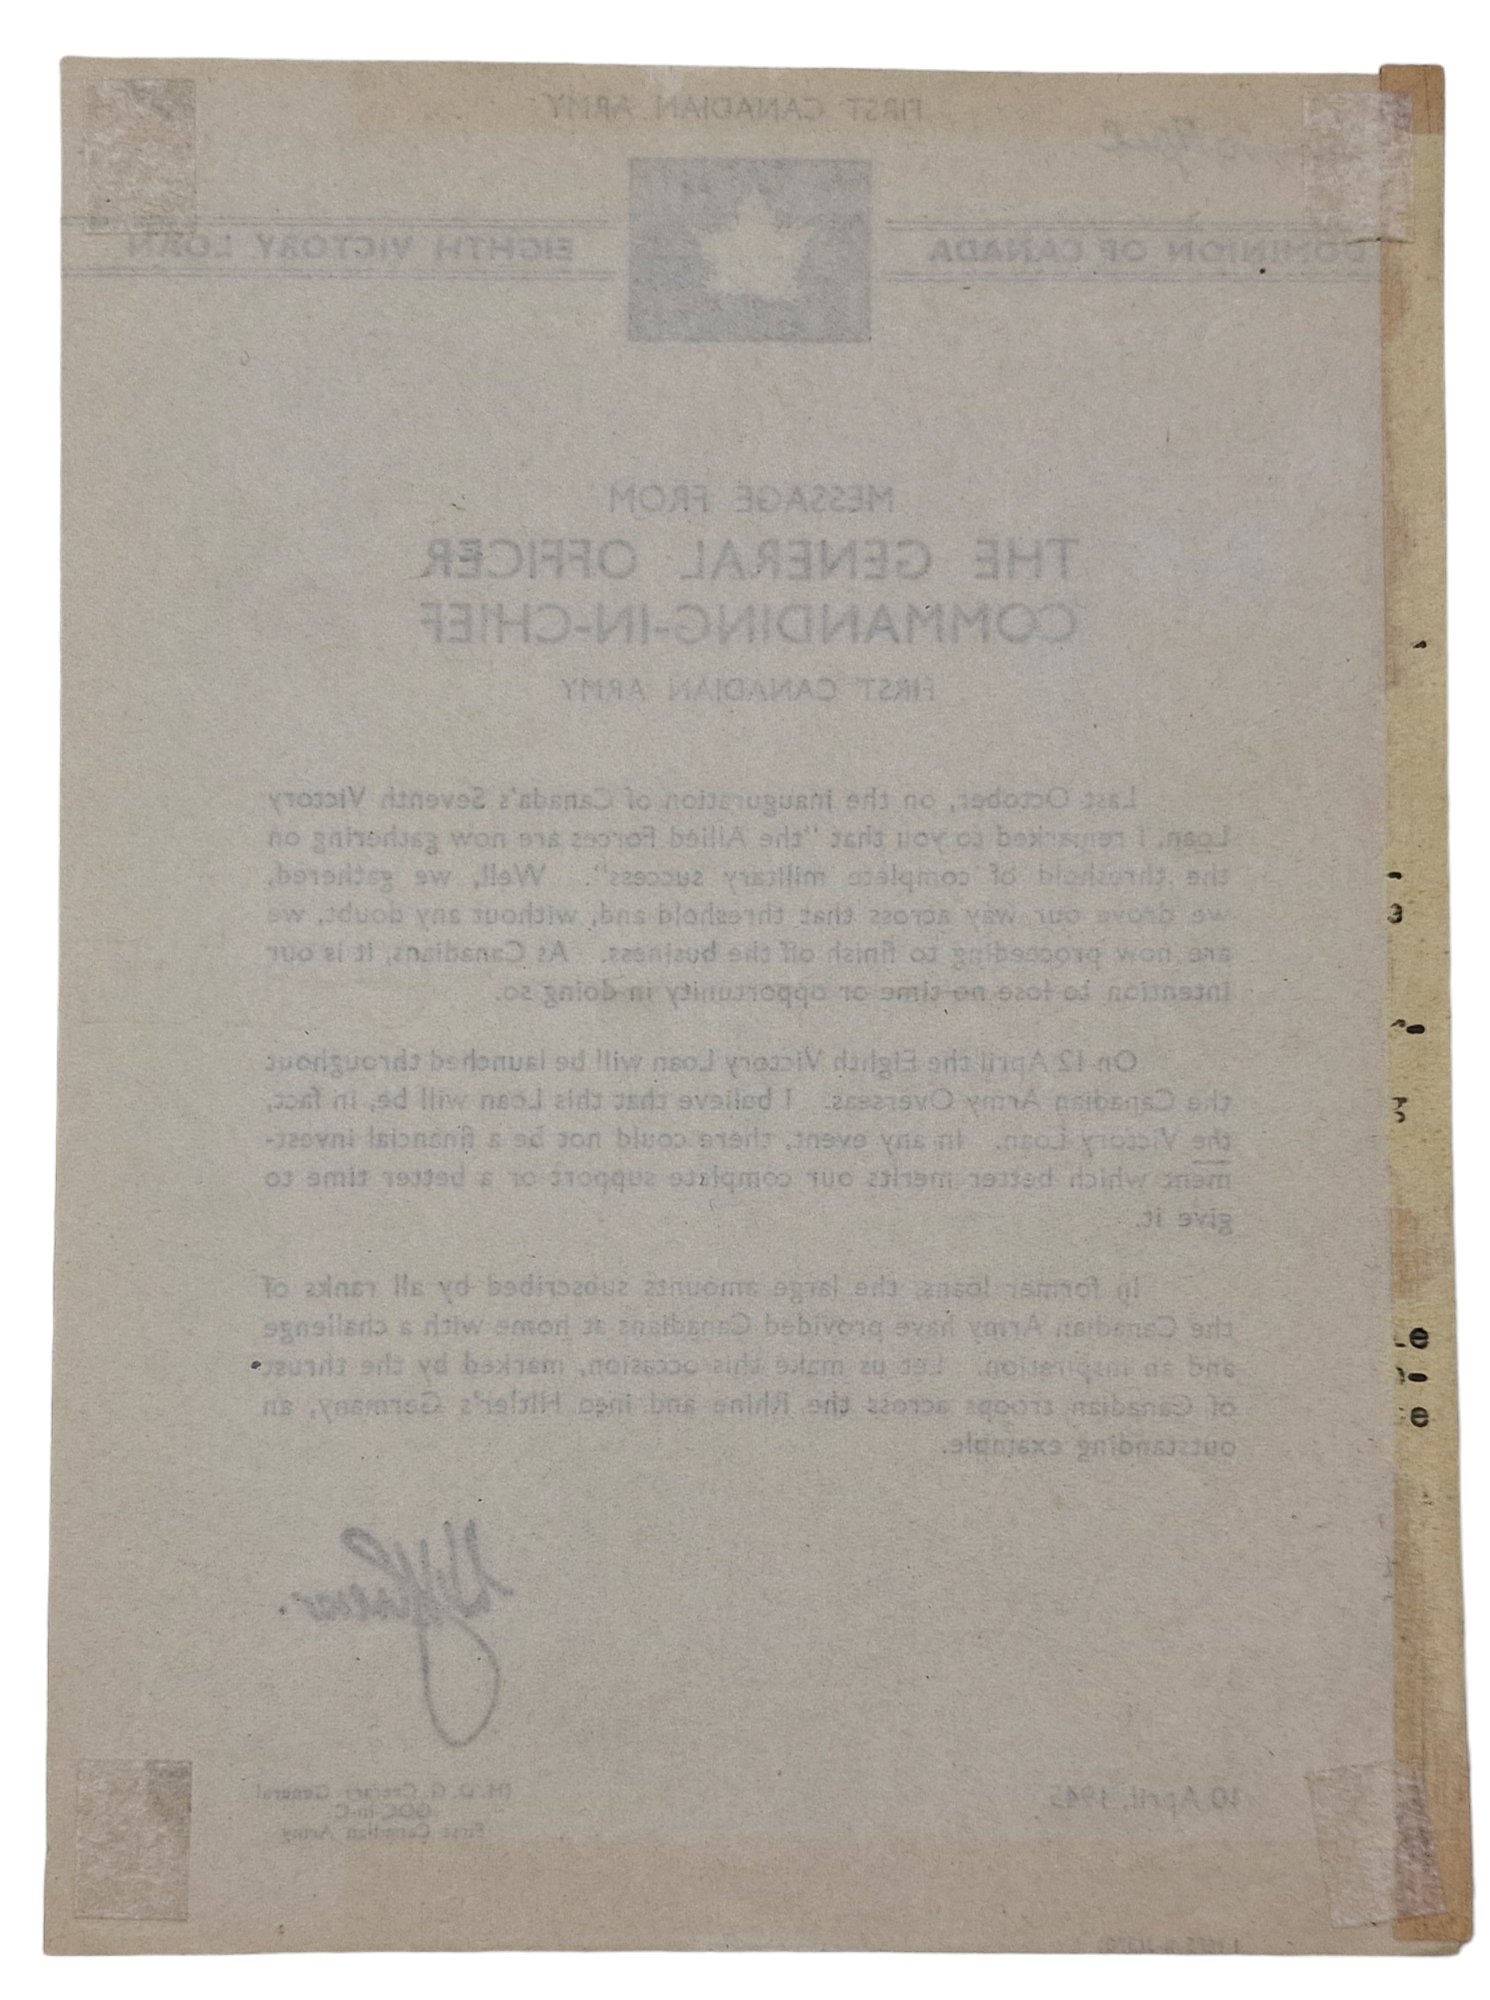 FIRST CANADIAN ARMY
DOMINION OF CANADA EIGHTH VICTORY LOAN
MESSAGE FROM
THE GENERAL OFFICER
COMMANDING-IN-CHIEF
FIRST CANADIAN ARMY
Last October, on the inauguration of Canada's Seventh Victory
Loan, I remarked to you that "the Allied Forces are now gathering on
the threshold of complete military success". Well, we gathered,
we drove our way across that threshold and, without any doubt, we
are now proceeding to finish off the business. As Canadians, it is our
intention to lose no time or opportunity in doing so.
On 12 April the Eighth Victory Loan will be launched throughout
the Canadian Army Overseas. I believe that this Loan will be, in fact,
the Victory Loan. In any event, there could not be a financial invest-
ment which better merits our complete support or a better time to
give it.
In former loans, the large amounts subscribed by all ranks of
the Canadian Army have provided Canadians at home with a challenge
and an inspiration. Let us make this occasion, marked by the thrust
of Canadian troops across the Rhine and into Hitler's Germany, an
outstanding example.
10 April, 1945 (H. D. G. Crerar) General
GOC-in-C
First Canadian Army